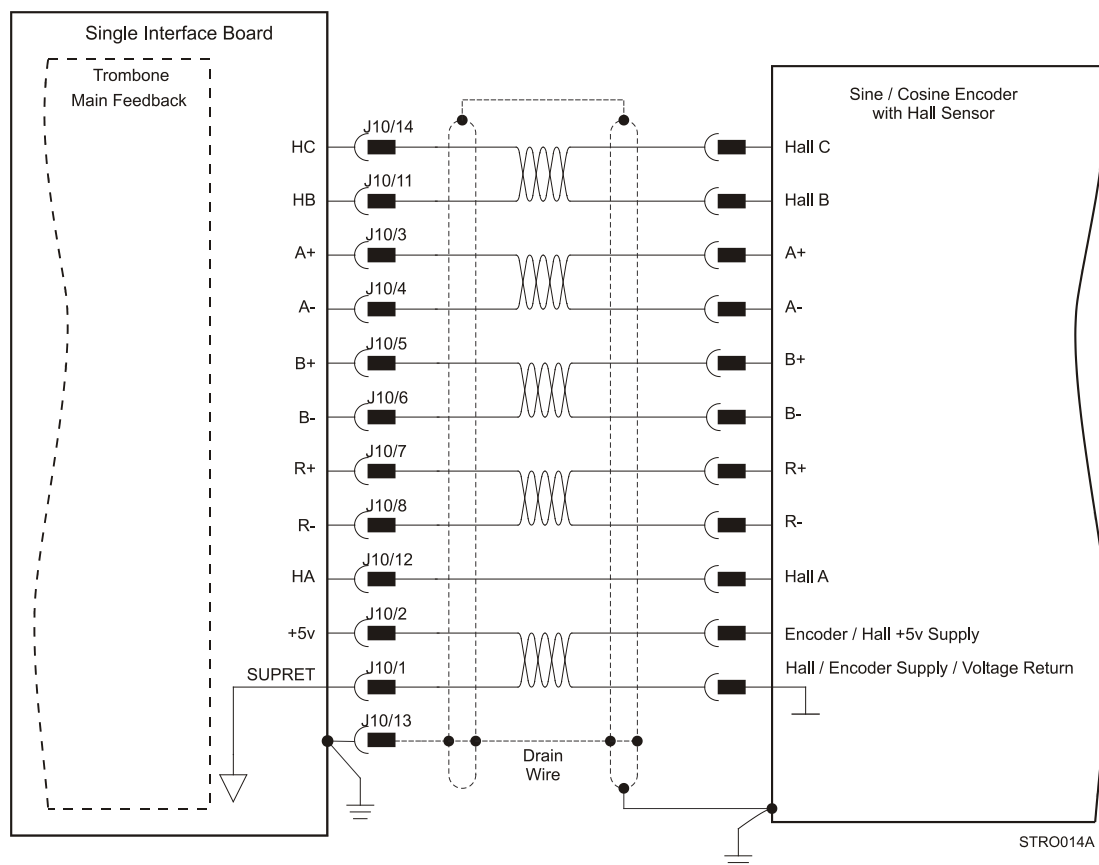 Single Interface Board
Trombone
Main Feedback
Sine / Cosine Encoder
with Hall Sensor
HC
J10/14
Hall C
HB
J10/11
Hall B
A+
J10/3
A+
A-
J10/4
A-
B+
J10/5
B+
B-
J10/6
B-
R+
J10/7
R+
R-
J10/8
R-
HA
J10/12
Hall A
+5v
J10/2
Encoder / Hall +5v Supply
SUPRET
J10/1
Hall / Encoder Supply / Voltage Return
J10/13
Drain
Wire
STRO014A